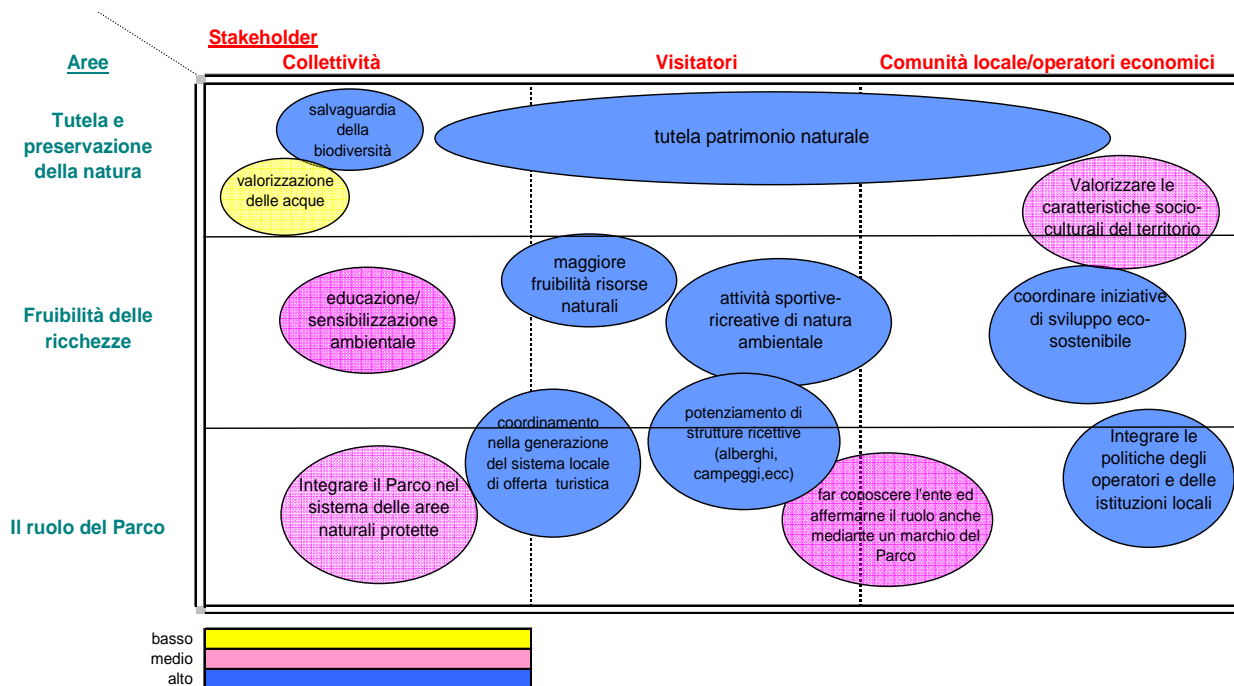 Stakeholder
Aree
Collettività
Visitatori
Comunità locale/operatori economici
Tutela e
preservazione
della natura
salvaguardia
della
biodiversità
tutela patrimonio naturale
valorizzazione
delle acque
Valorizzare le
caratteristiche socio-
culturali del territorio
Fruibilità delle
ricchezze
educazione/
sensibilizzazione
ambientale
maggiore
fruibilità risorse
naturali
attività sportive-
ricreative di natura
ambientale
coordinare iniziative
di sviluppo eco-
sostenibile
Il ruolo del Parco
Integrare il Parco nel
sistema delle aree
naturali protette
coordinamento
nella generazione
del sistema locale
di offerta turistica
potenziamento di
strutture ricettive
(alberghi,
campeggi,ecc)
far conoscere l'ente ed
affermarne il ruolo anche
mediante un marchio del
Parco
Integrare le
politiche degli
operatori e delle
istituzioni locali
basso
medio
alto